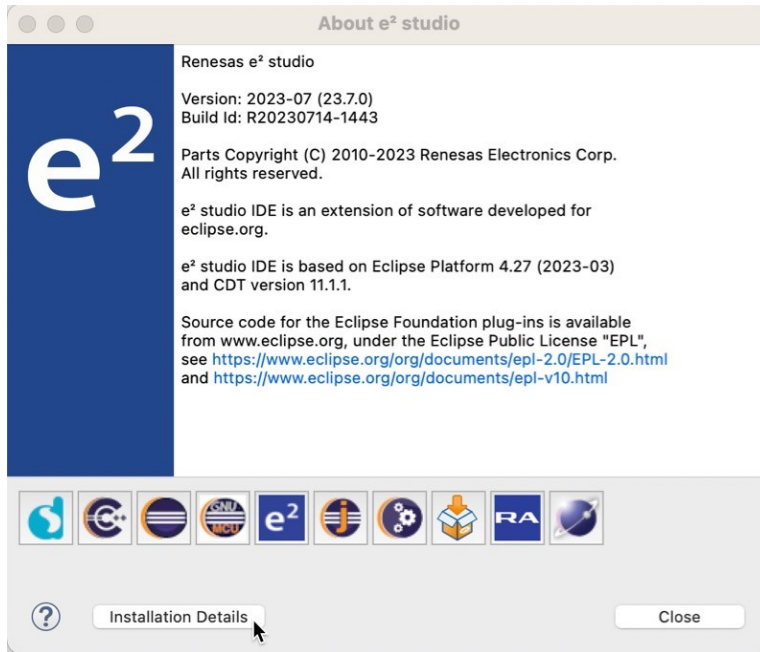 About e² studio
e²
Renesas e² studio
Version: 2023-07 (23.7.0)
Build Id: R20230714-1443
Parts Copyright (C) 2010-2023 Renesas Electronics Corp.
All rights reserved.
e² studio IDE is an extension of software developed for
eclipse.org.
e² studio IDE is based on Eclipse Platform 4.27 (2023-03)
and CDT version 11.1.1.
Source code for the Eclipse Foundation plug-ins is available
from www.eclipse.org, under the Eclipse Public License "EPL",
see https://www.eclipse.org/org/documents/epl-2.0/EPL-2.0.html
and https://www.eclipse.org/org/documents/epl-v10.html
d C GNU MCU e² j RA
? Installation Details Close